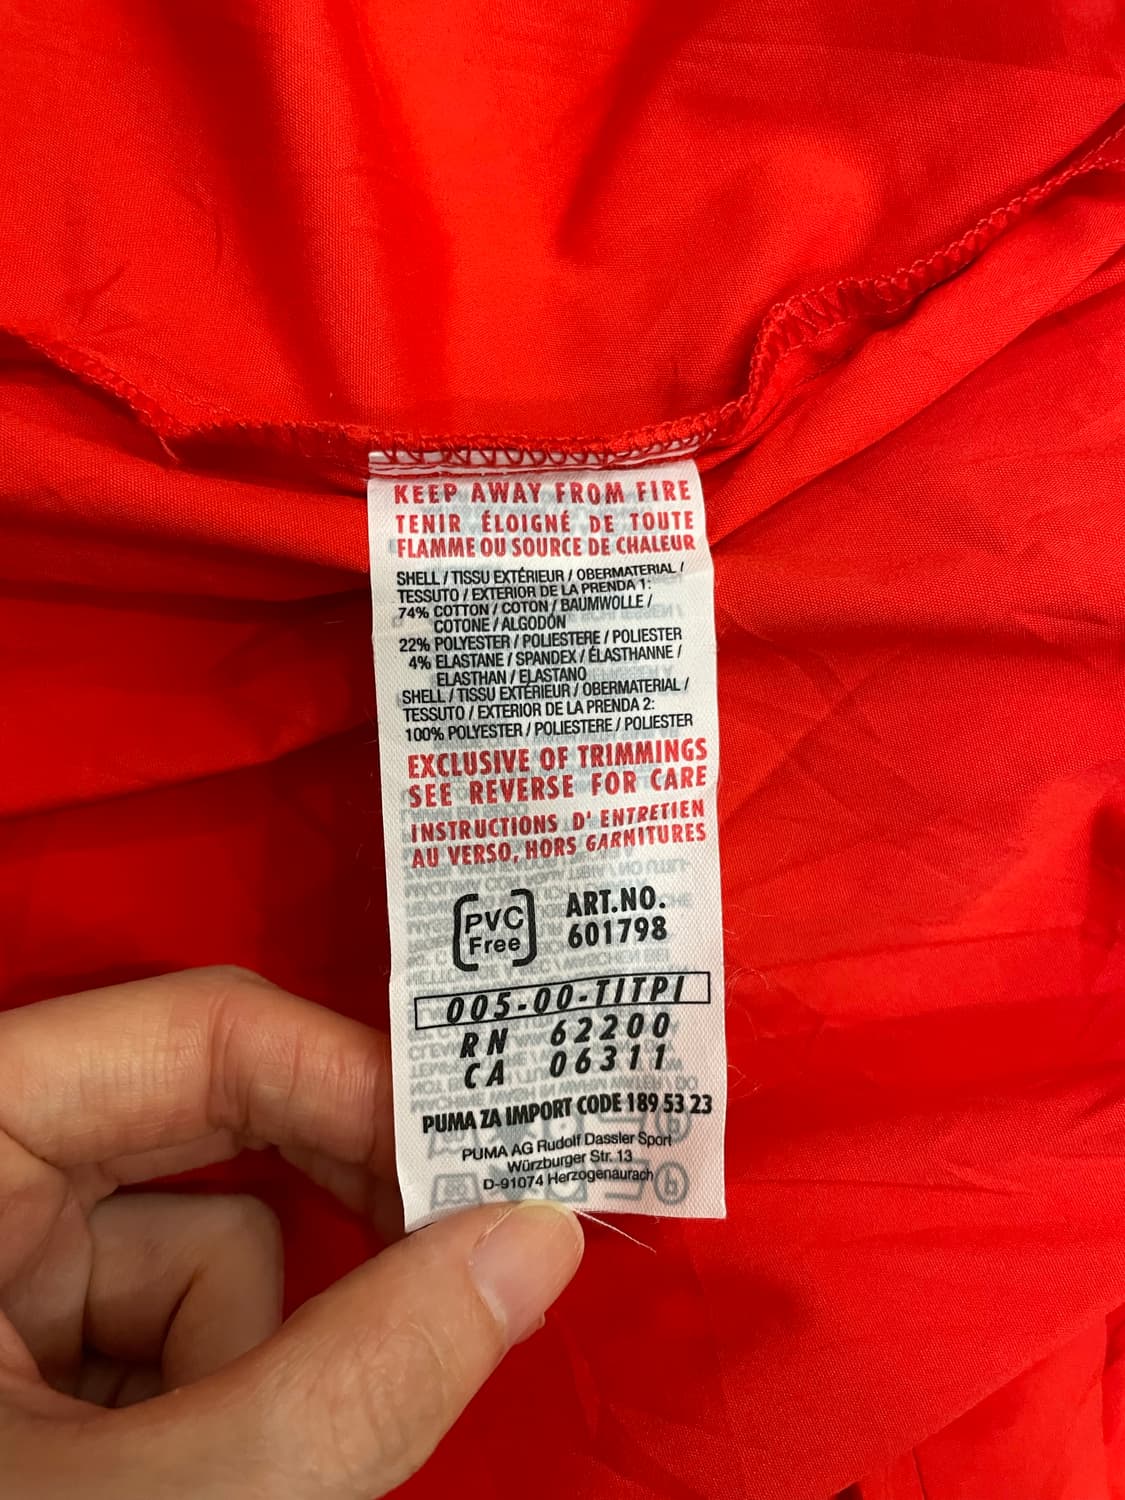 KEEP AWAY FROM FIRE
TENIR ÉLOIGNÉ DE TOUTE
FLAMME OU SOURCE DE CHALEUR
SHELL / TISSU EXTÉRIEUR / OBERMATERIAL /
TESSUTO / EXTERIOR DE LA PRENDA 1:
74% COTTON / COTON / BAUMWOLLE /
COTONE / ALGODÓN
22% POLYESTER / POLIESTERE / POLIESTER
4% ELASTANE / SPANDEX / ÉLASTHANNE /
ELASTHAN / ELASTANO
SHELL / TISSU EXTÉRIEUR / OBERMATERIAL /
TESSUTO / EXTERIOR DE LA PRENDA 2:
100% POLYESTER / POLIESTERE / POLIESTER
EXCLUSIVE OF TRIMMINGS
SEE REVERSE FOR CARE
INSTRUCTIONS D' ENTRETIEN
AU VERSO, HORS GARNITURES
PVC
Free
ART.NO.
601798
005-00-TITPI
RN 62200
CA 06311
PUMA ZA IMPORT CODE 189 53 23
PUMA AG Rudolf Dassler Sport
Würzburger Str. 13
D-91074 Herzogenaurach